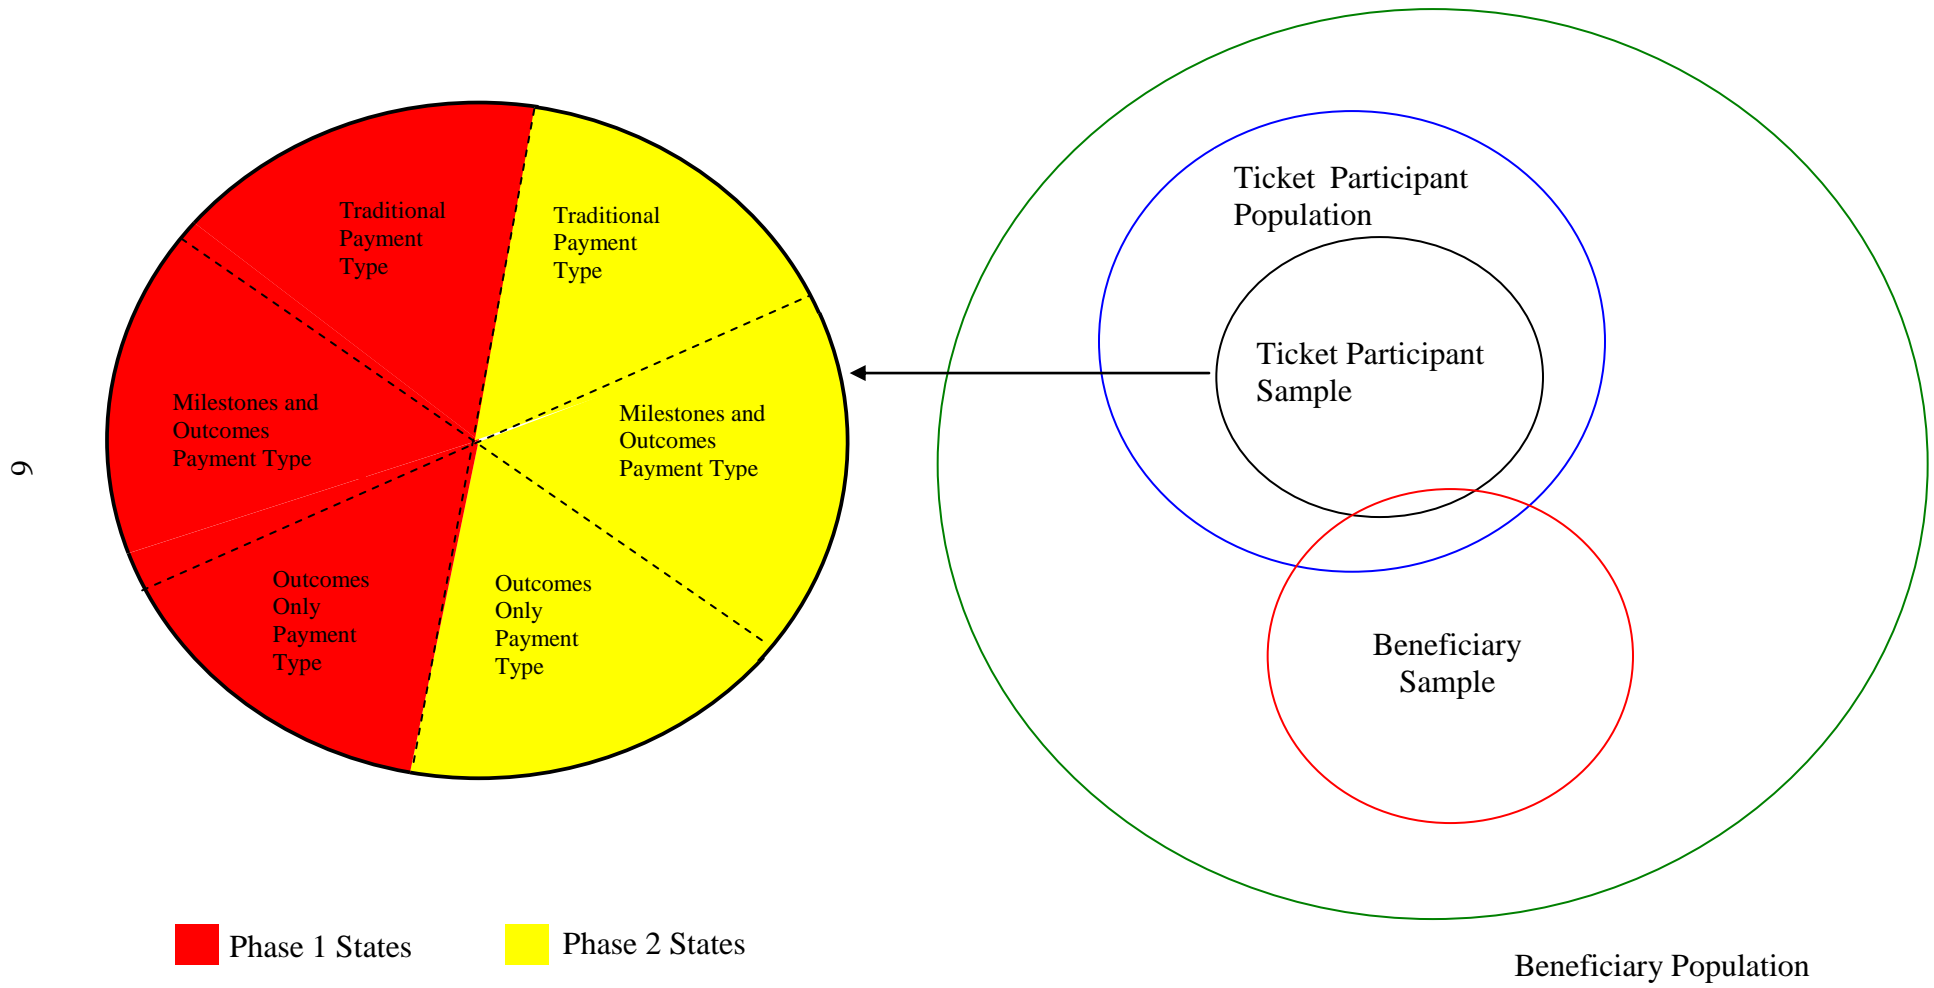 Traditional
Payment
Type
Traditional
Payment
Type
Milestones and
Outcomes
Payment Type
Milestones and
Outcomes
Payment Type
Outcomes
Only
Payment
Type
Outcomes
Only
Payment
Type
Ticket Participant
Population
Ticket Participant
Sample
Beneficiary
Sample
Phase 1 States
Phase 2 States
Beneficiary Population
9